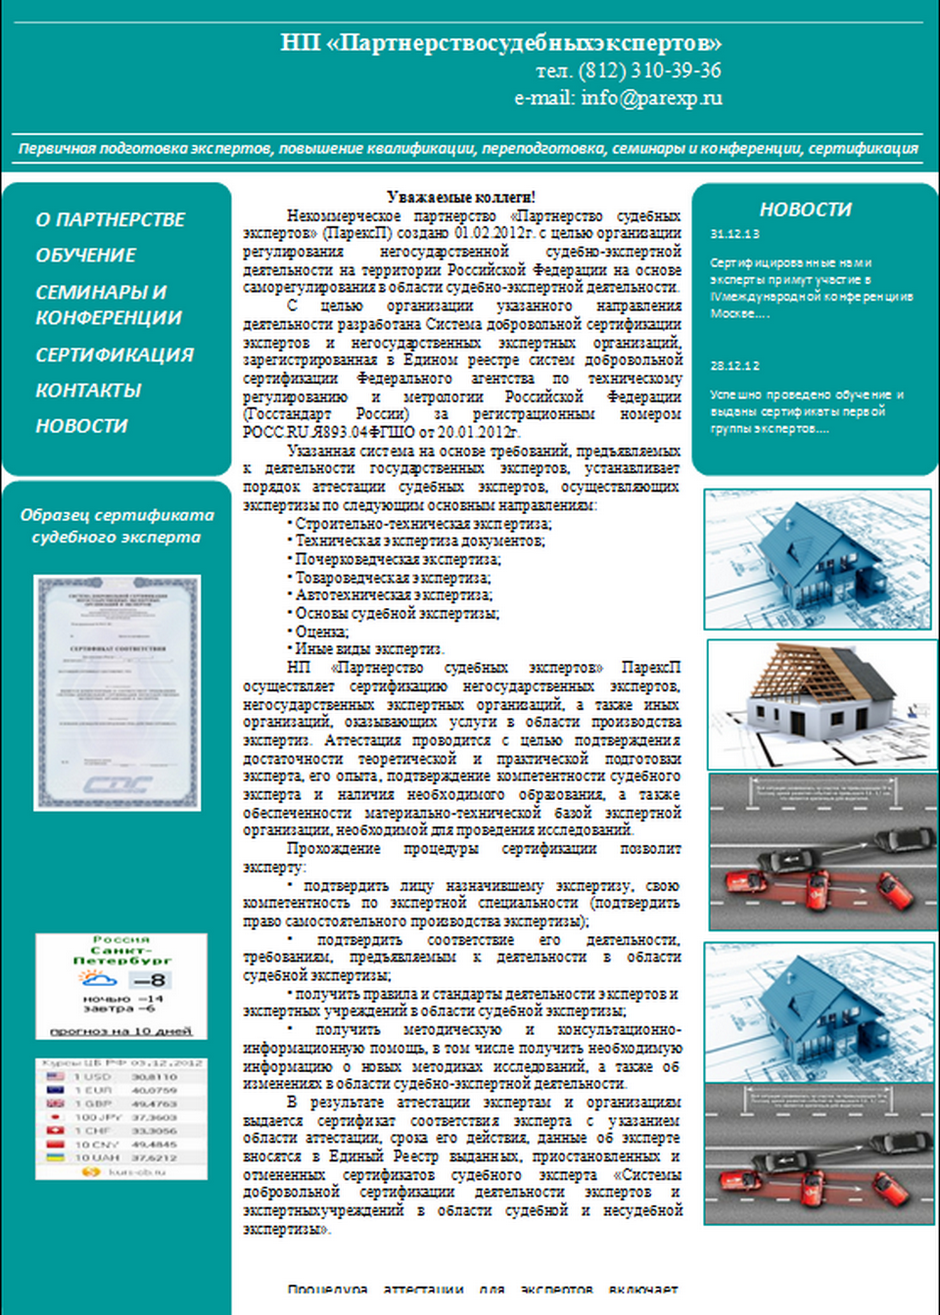 НП «Партнерствосудебныхэкспертов»
тел. (812) 310-39-36
e-mail: info@parexp.ru
Первичная подготовка экспертов, повышение квалификации, переподготовка, семинары и конференции, сертификация
О ПАРТНЕРСТВЕ
ОБУЧЕНИЕ
СЕМИНАРЫ И
КОНФЕРЕНЦИИ
СЕРТИФИКАЦИЯ
КОНТАКТЫ
НОВОСТИ
Образец сертификата
судебного эксперта
СЕРТИФИКАТ СООТВЕТСТВИЯ
Россия
Санкт-
Петербург
–8
ночью –14
завтра –6
прогноз на 10 дней
Курсы ЦБ РФ 05.12.2012
1 USD 30,8110
1 EUR 40,0759
1 GBP 49,4763
100 JPY 37,3603
1 CHF 33,3056
10 CNY 49,4845
10 UAH 37,6212
kurs-cb.ru
Уважаемые коллеги!
Некоммерческое партнерство «Партнерство судебных
экспертов» (ПарексП) создано 01.02.2012г. с целью организации
регулирования негосударственной судебно-экспертной
деятельности на территории Российской Федерации на основе
саморегулирования в области судебно-экспертной деятельности.
С целью организации указанного направления
деятельности разработана Система добровольной сертификации
экспертов и негосударственных экспертных организаций,
зарегистрированная в Едином реестре систем добровольной
сертификации Федерального агентства по техническому
регулированию и метрологии Российской Федерации
(Госстандарт России) за регистрационным номером
РОСС.RU.Я893.04ФГШО от 20.01.2012г.
Указанная система на основе требований, предъявляемых
к деятельности государственных экспертов, устанавливает
порядок аттестации судебных экспертов, осуществляющих
экспертизы по следующим основным направлениям:
• Строительно-техническая экспертиза;
• Техническая экспертиза документов;
• Почерковедческая экспертиза;
• Товароведческая экспертиза;
• Автотехническая экспертиза;
• Основы судебной экспертизы;
• Оценка;
• Иные виды экспертиз.
НП «Партнерство судебных экспертов» ПарексП
осуществляет сертификацию негосударственных экспертов,
негосударственных экспертных организаций, а также иных
организаций, оказывающих услуги в области производства
экспертиз. Аттестация проводится с целью подтверждения
достаточности теоретической и практической подготовки
эксперта, его опыта, подтверждение компетентности судебного
эксперта и наличия необходимого образования, а также
обеспеченности материально-технической базой экспертной
организации, необходимой для проведения исследований.
Прохождение процедуры сертификации позволит
эксперту:
• подтвердить лицу назначившему экспертизу, свою
компетентность по экспертной специальности (подтвердить
право самостоятельного производства экспертизы);
• подтвердить соответствие его деятельности,
требованиям, предъявляемым к деятельности в области
судебной экспертизы;
• получить правила и стандарты деятельности экспертов и
экспертных учреждений в области судебной экспертизы;
• получить методическую и консультационно-
информационную помощь, в том числе получить необходимую
информацию о новых методиках исследований, а также об
изменениях в области судебно-экспертной деятельности.
В результате аттестации экспертам и организациям
выдается сертификат соответствия эксперта с указанием
области аттестации, срока его действия, данные об эксперте
вносятся в Единый Реестр выданных, приостановленных и
отмененных сертификатов судебного эксперта «Системы
добровольной сертификации деятельности экспертов и
экспертныхучреждений в области судебной и несудебной
экспертизы».
Процедура аттестации для экспертов включает
НОВОСТИ
31.12.13
Сертифицированные нами
эксперты примут участие в
IVмеждународной конференциив
Москве....
28.12.12
Успешно проведено обучение и
выданы сертификаты первой
группы экспертов....